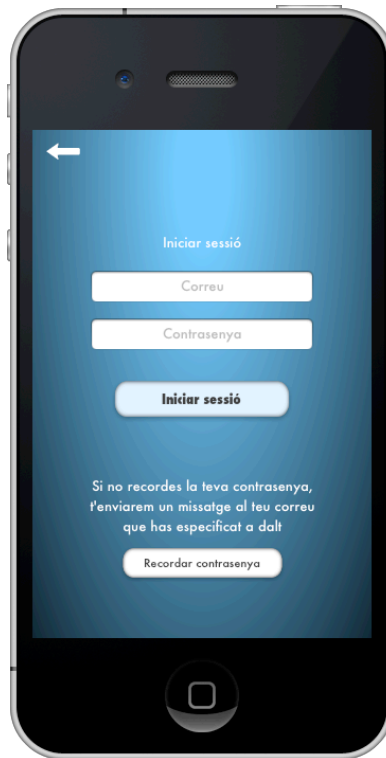 Iniciar sessió
Correu
Contrasenya
Iniciar sessió
Si no recordes la teva contrasenya,
t'enviarem un missatge al teu correu
que has especificat a dalt
Recordar contrasenya